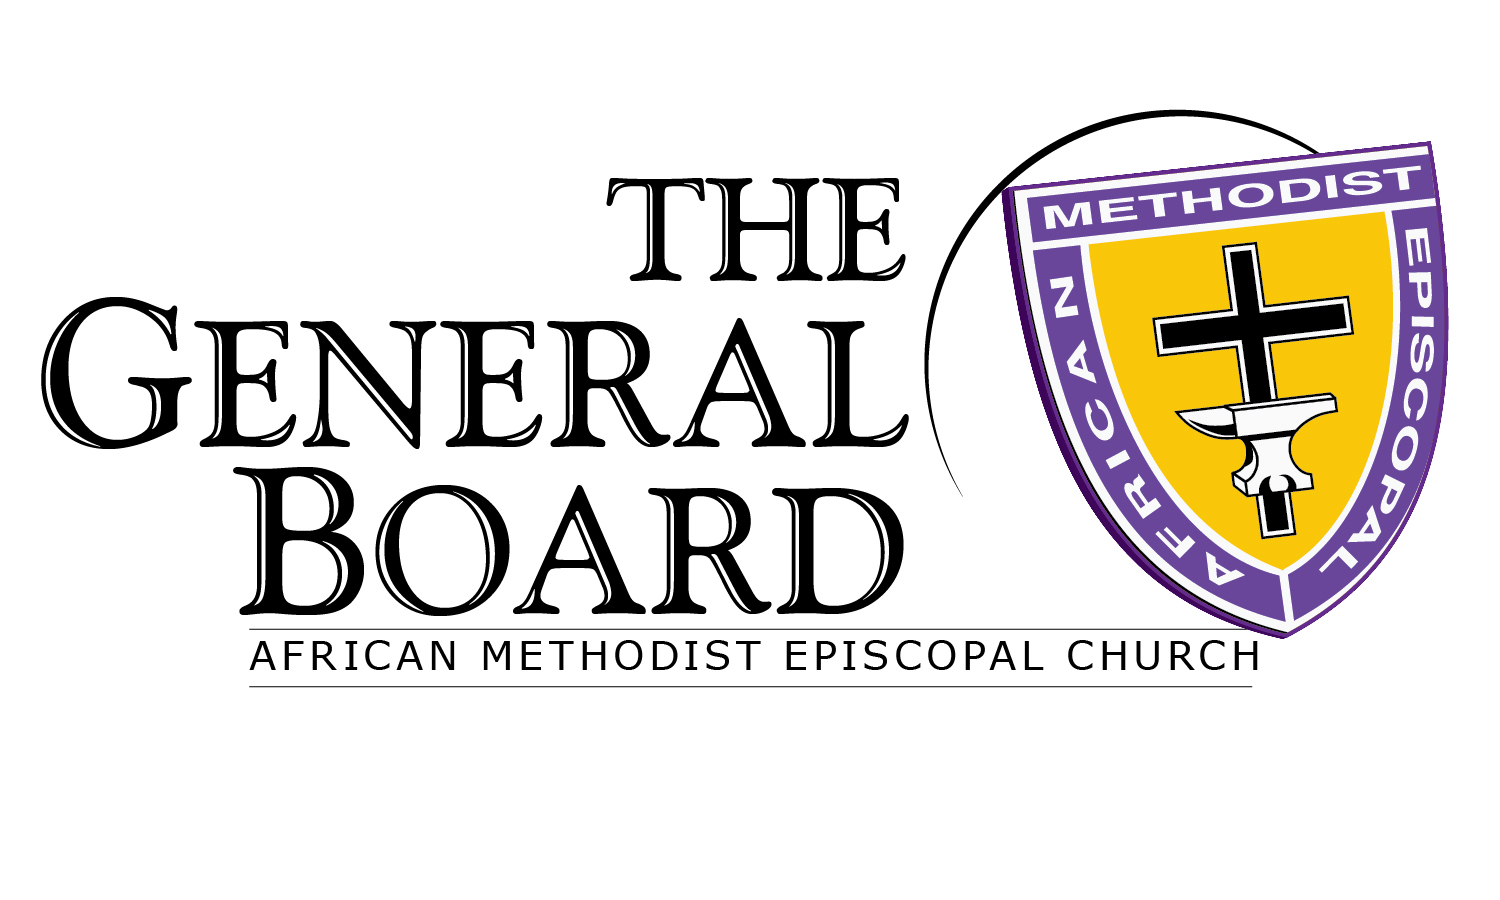 THE
GENERAL
BOARD
AFRICAN METHODIST EPISCOPAL CHURCH
AFRICAN
METHODIST
EPISCOPAL